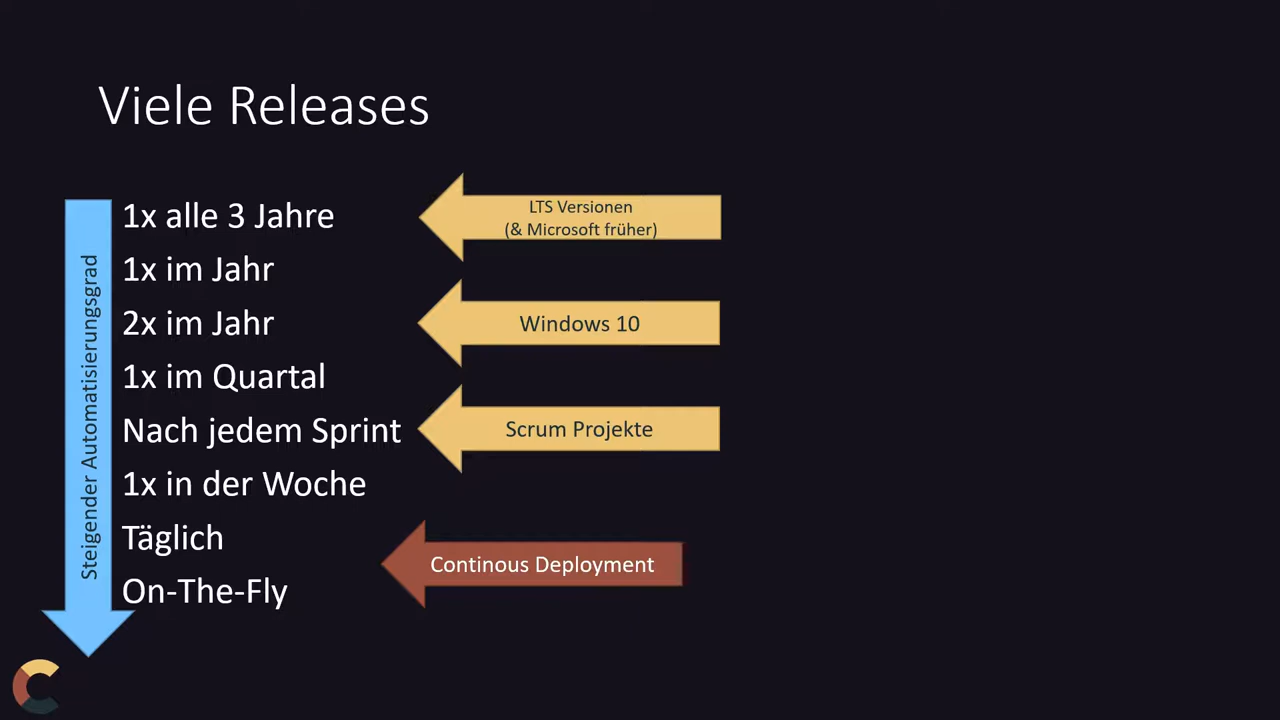 Viele Releases
Steigender Automatisierungsgrad
1x alle 3 Jahre
LTS Versionen
(& Microsoft früher)
1x im Jahr
2x im Jahr
Windows 10
1x im Quartal
Nach jedem Sprint
Scrum Projekte
1x in der Woche
Täglich
Continous Deployment
On-The-Fly